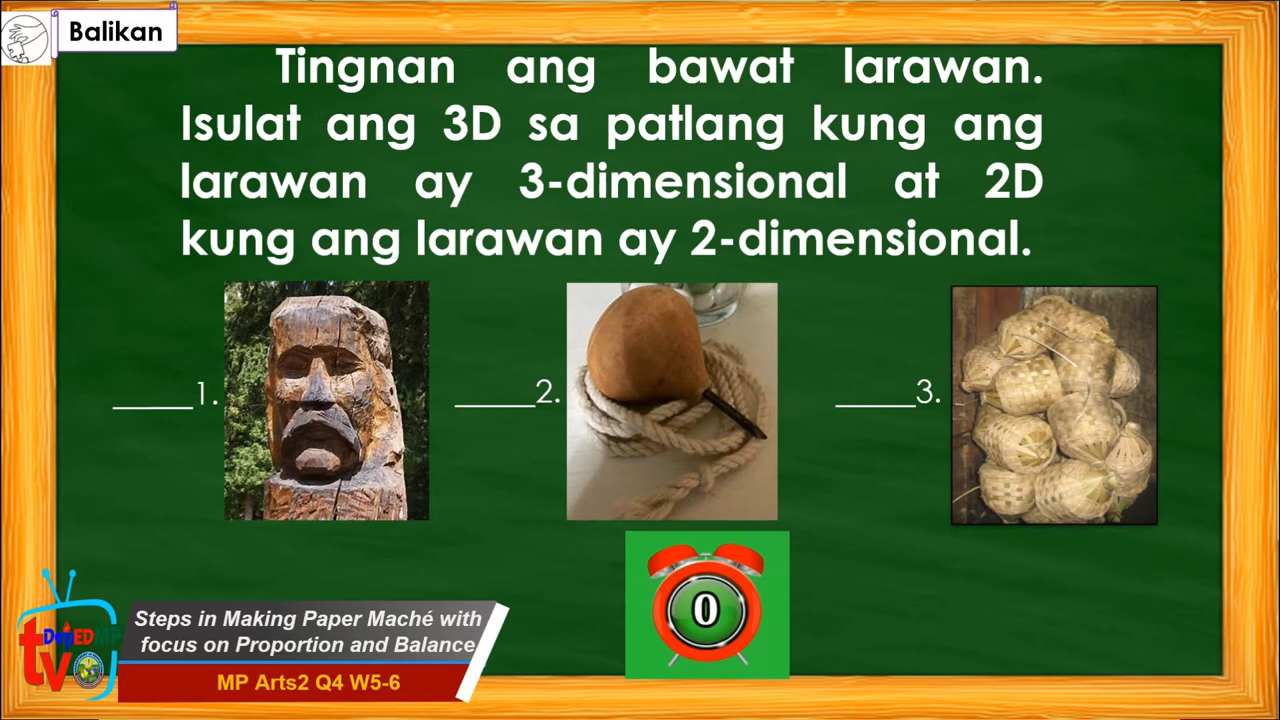 Balikan
Tingnan ang bawat larawan.
Isulat ang 3D sa patlang kung ang
larawan ay 3-dimensional at 2D
kung ang larawan ay 2-dimensional.
_____1.
_____2.
_____3.
0
Steps in Making Paper Maché with
focus on Proportion and Balance
MP Arts2 Q4 W5-6
DepED MP
tv